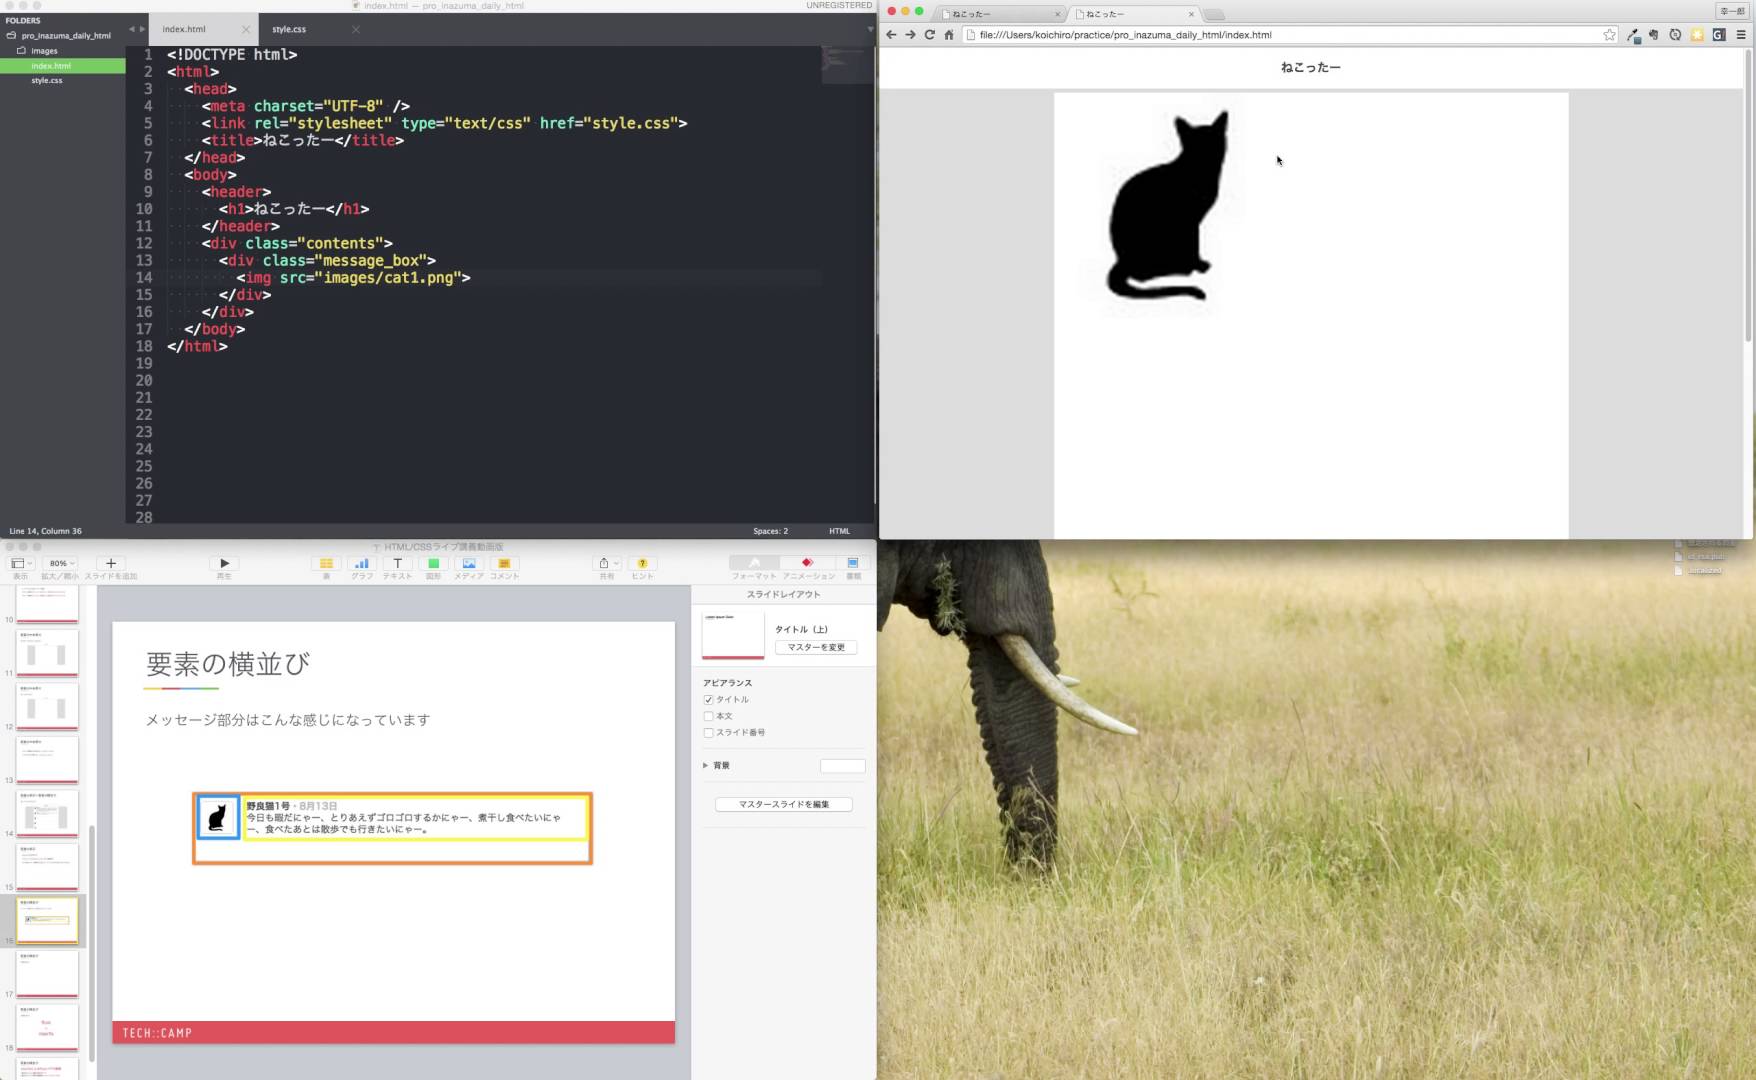 index.html — pro_inazuma_daily_html
UNREGISTERED
FOLDERS
pro_inazuma_daily_html
images
index.html
style.css
index.html
style.css
1 <!DOCTYPE html>
2 <html>
3 <head>
4 <meta charset="UTF-8" />
5 <link rel="stylesheet" type="text/css" href="style.css">
6 <title>ねこったー</title>
7 </head>
8 <body>
9 <header>
10 <h1>ねこったー</h1>
11 </header>
12 <div class="contents">
13 <div class="message_box">
14 <img src="images/cat1.png">
15 </div>
16 </div>
17 </body>
18 </html>
19
20
21
22
23
24
25
26
27
28
Line 14, Column 36
Spaces: 2
HTML
ねこったー
ねこったー
幸一郎
file:///Users/koichiro/practice/pro_inazuma_daily_html/index.html
ねこったー
HTML/CSSライブ講義動画版
80%
表示
拡大/縮小
スライドを追加
再生
表
グラフ
テキスト
図形
メディア
コメント
共有
ヒント
フォーマット
アニメーション
書類
10
11
12
13
14
15
16
17
18
要素の横並び
メッセージ部分はこんな感じになっています
野良猫1号・8月13日
今日も暇だにゃー、とりあえずゴロゴロするかにゃー、煮干し食べたいにゃ
ー、食べたあとは散歩でも行きたいにゃー。
TECH::CAMP
スライドレイアウト
タイトル（上）
マスターを変更
アピアランス
タイトル
本文
スライド番号
背景
マスタースライドを編集